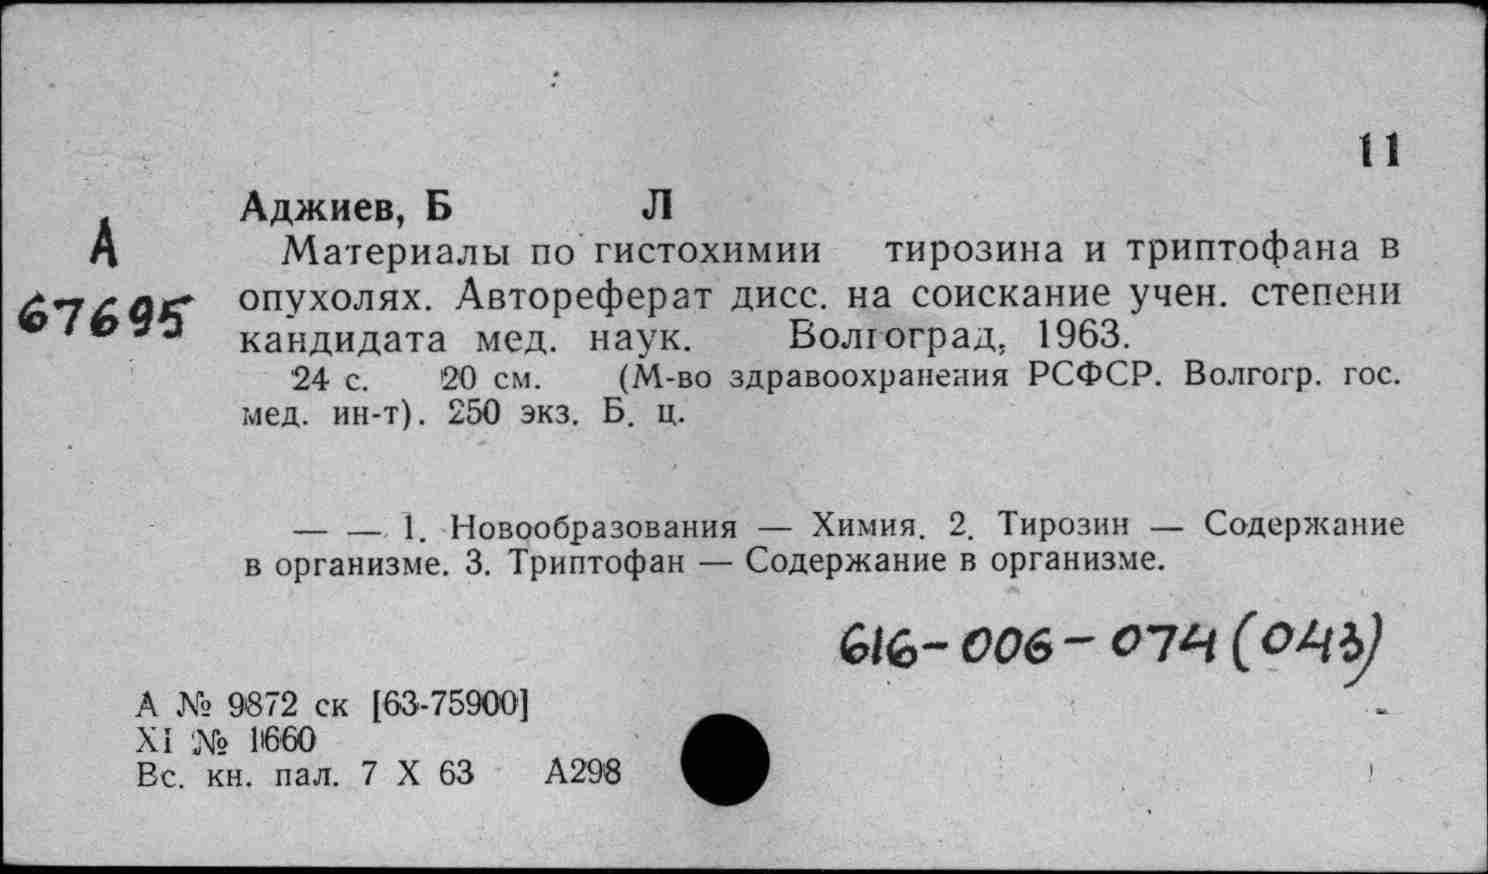 11
Аджиев, Б Л
А
67695
Материалы по гистохимии тирозина и триптофана в
опухолях. Автореферат дисс. на соискание учен. степени
кандидата мед. наук. Волгоград, 1963.
24 с. 20 см. (М-во здравоохранения РСФСР. Волгогр. гос.
мед. ин-т). 250 экз. Б. ц.
— — 1. Новообразования — Химия. 2. Тирозин — Содержание
в организме. 3. Триптофан — Содержание в организме.
616-006-074
А № 9872 ск [63-75900]
XI № 1660
Вс. кн. пал. 7 X 63 А298